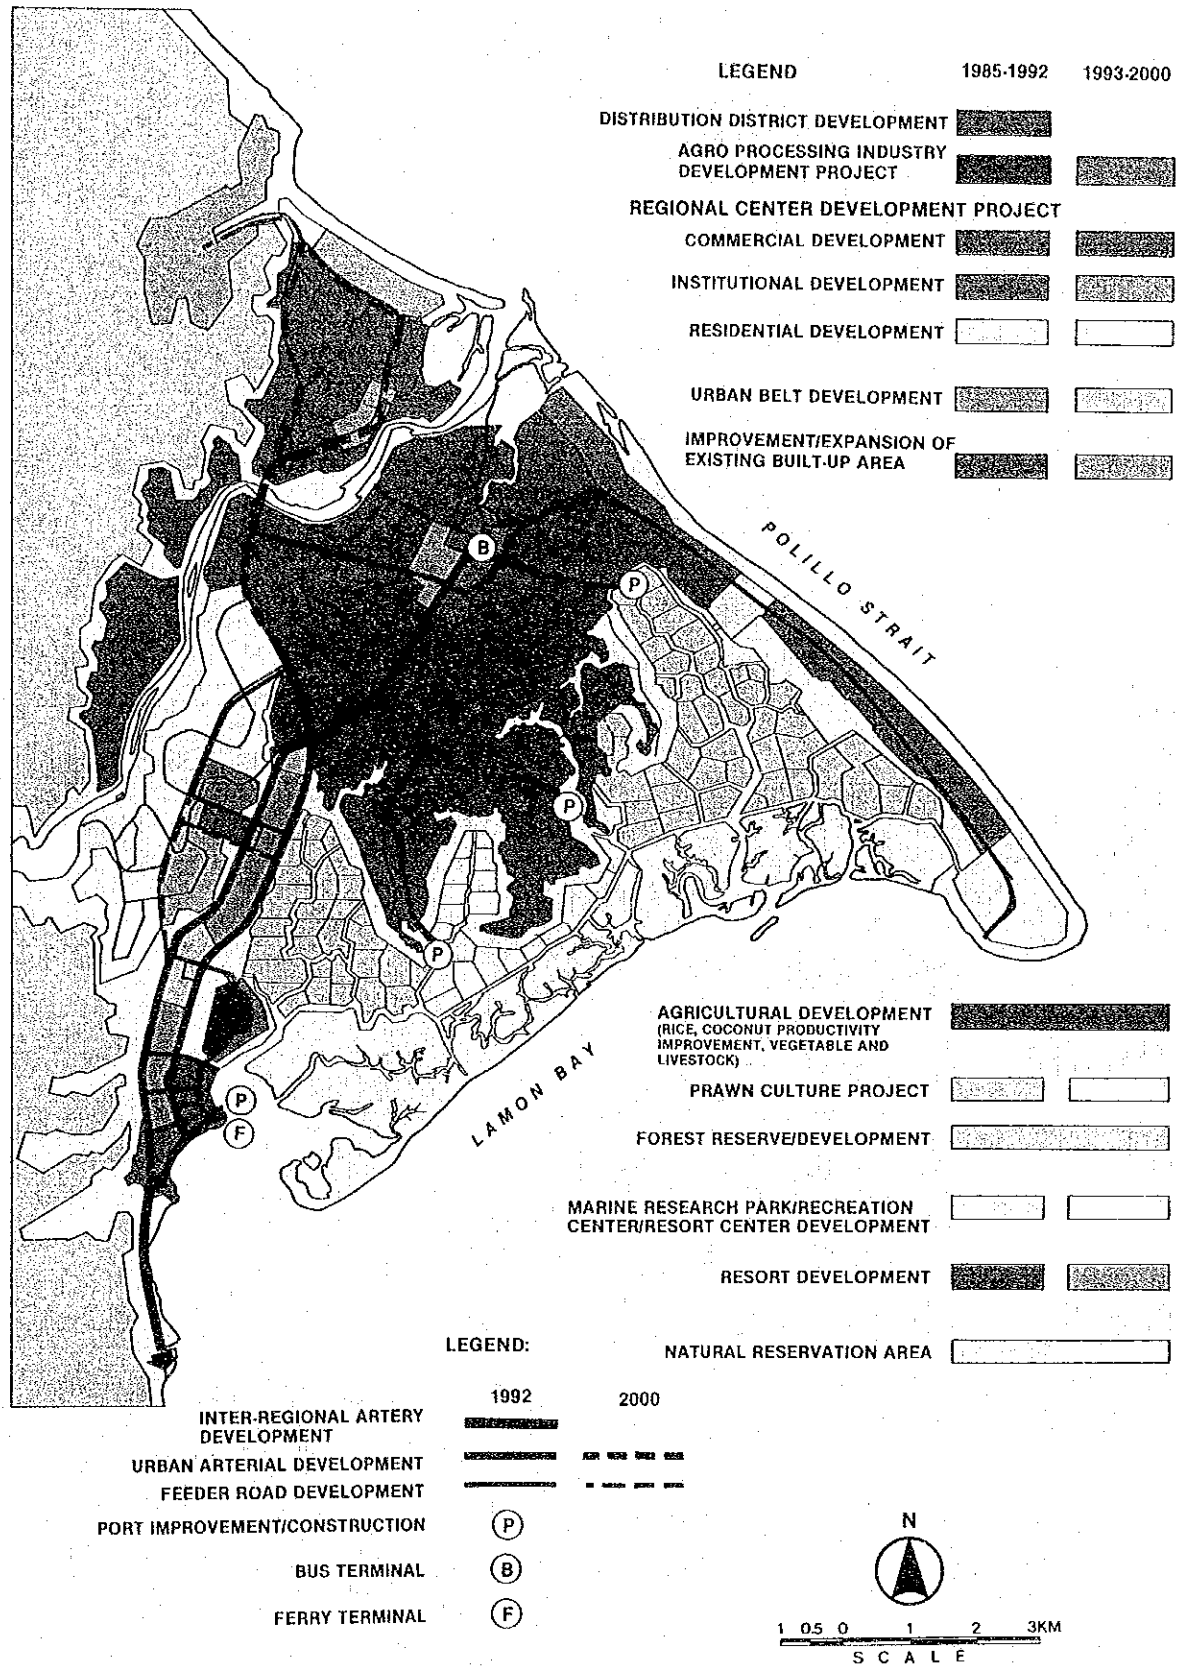 LEGEND 1985-1992 1993-2000
DISTRIBUTION DISTRICT DEVELOPMENT
AGRO PROCESSING INDUSTRY
DEVELOPMENT PROJECT
REGIONAL CENTER DEVELOPMENT PROJECT
COMMERCIAL DEVELOPMENT
INSTITUTIONAL DEVELOPMENT
RESIDENTIAL DEVELOPMENT
URBAN BELT DEVELOPMENT
IMPROVEMENT/EXPANSION OF
EXISTING BUILT-UP AREA
POLILLO STRAIT
B
P
P
P
P
F
LAMON BAY
AGRICULTURAL DEVELOPMENT
(RICE, COCONUT PRODUCTIVITY
IMPROVEMENT, VEGETABLE AND
LIVESTOCK)
PRAWN CULTURE PROJECT
FOREST RESERVE/DEVELOPMENT
MARINE RESEARCH PARK/RECREATION
CENTER/RESORT CENTER DEVELOPMENT
RESORT DEVELOPMENT
NATURAL RESERVATION AREA
LEGEND:
1992 2000
INTER-REGIONAL ARTERY
DEVELOPMENT
URBAN ARTERIAL DEVELOPMENT
FEEDER ROAD DEVELOPMENT
PORT IMPROVEMENT/CONSTRUCTION P
BUS TERMINAL B
FERRY TERMINAL F
N
1 0.5 0 1 2 3KM
SCALE